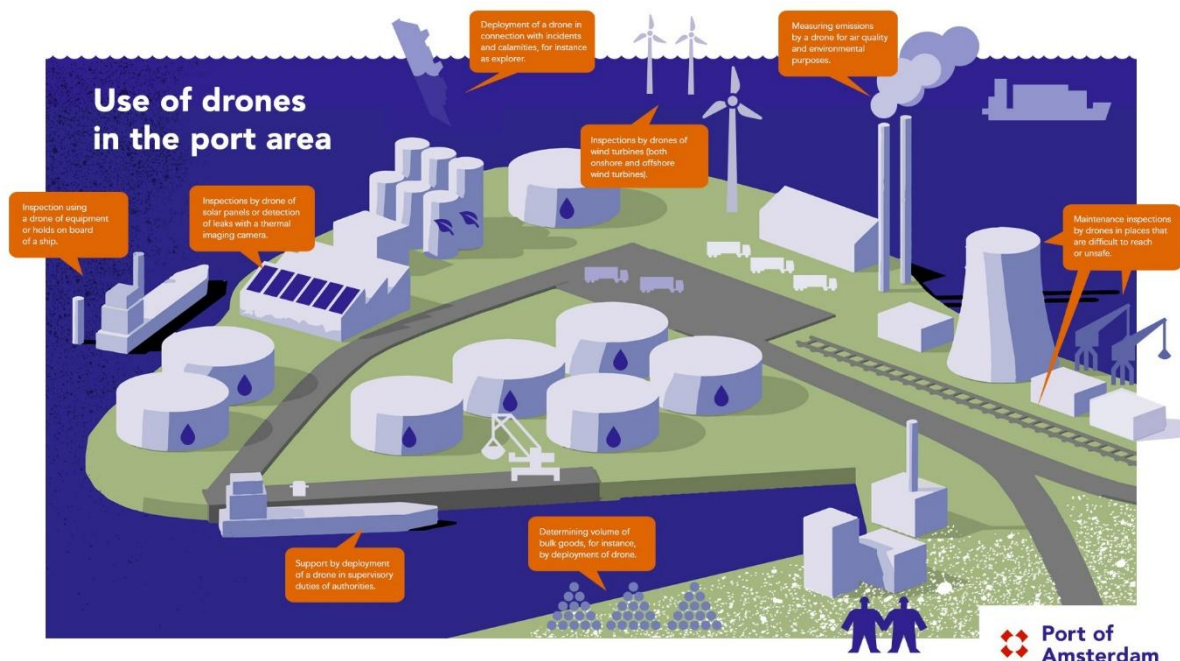 Use of drones
in the port area
Deployment of a drone in
connection with incidents
and calamities, for instance
as explorer.
Measuring emissions
by a drone for air quality
and environmental
purposes.
Inspections by drones of
wind turbines (both
onshore and offshore
wind turbines).
Inspection using
a drone of equipment
or holds on board
of a ship.
Inspections by drone of
solar panels or detection
of leaks with a thermal
imaging camera.
Maintenance inspections
by drones in places that
are difficult to reach
or unsafe.
Support by deployment
of a drone in supervisory
duties of authorities.
Determining volume of
bulk goods, for instance,
by deployment of drone.
Port of
Amsterdam